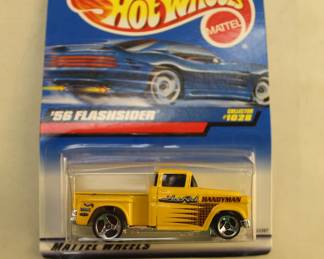 Hot Wheels
MATTEL
'56 FLASHSIDER
COLLECTOR
#1028
HANDYMAN
MATTEL WHEELS